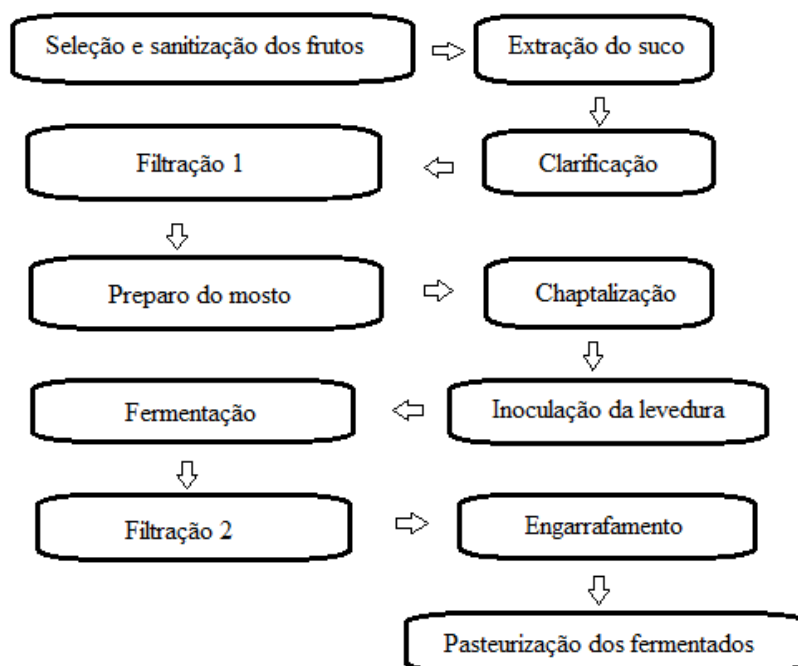 Seleção e sanitização dos frutos
Extração do suco
Clarificação
Filtração 1
Preparo do mosto
Chaptalização
Inoculação da levedura
Fermentação
Filtração 2
Engarrafamento
Pasteurização dos fermentados